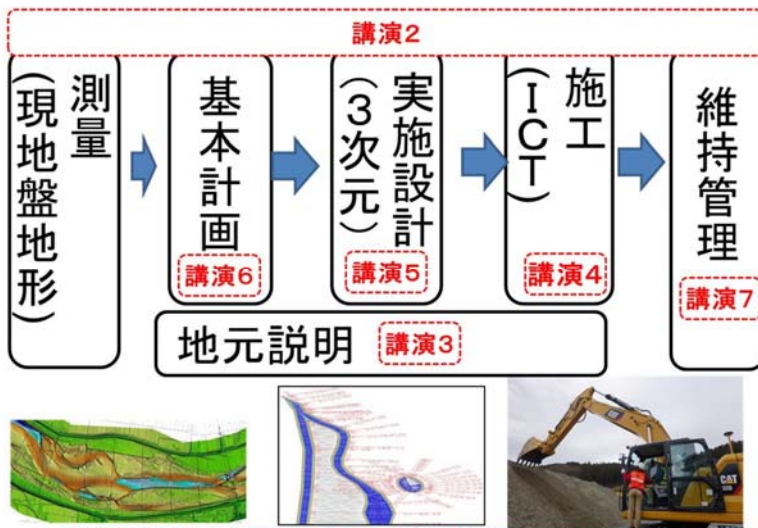 講演2
測量
(現地盤地形)
基本計画
講演6
実施設計
(3次元)
講演5
施工
(ICT)
講演4
維持管理
講演7
地元説明
講演3
CAT
CAT